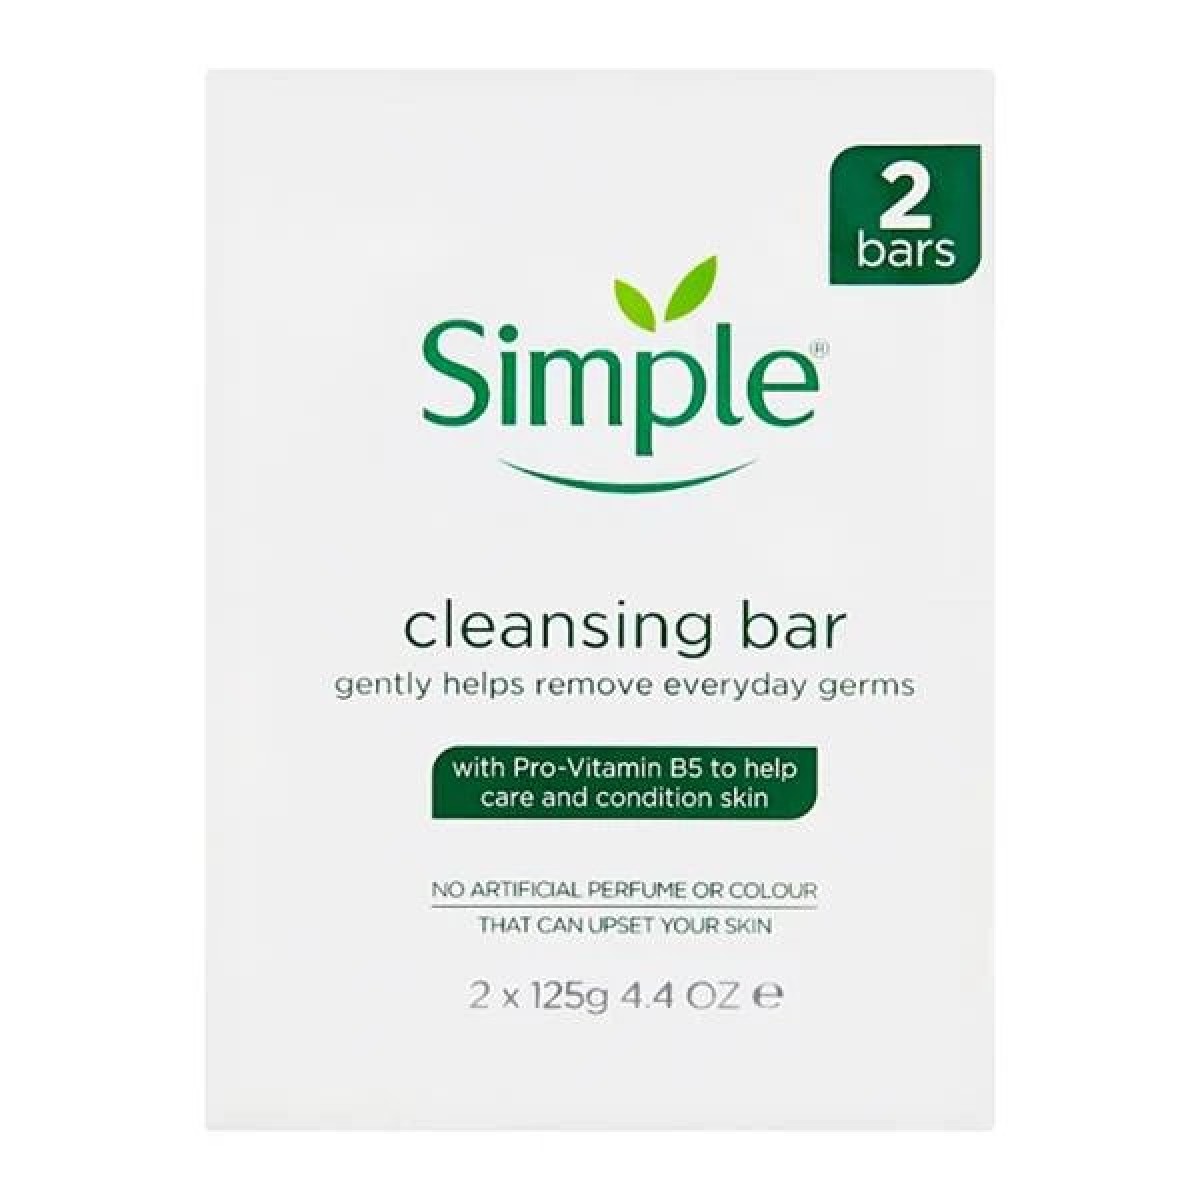 2
bars
Simple®
cleansing bar
gently helps remove everyday germs
with Pro-Vitamin B5 to help
care and condition skin
NO ARTIFICIAL PERFUME OR COLOUR
THAT CAN UPSET YOUR SKIN
2 x 125g 4.4 OZ ℮